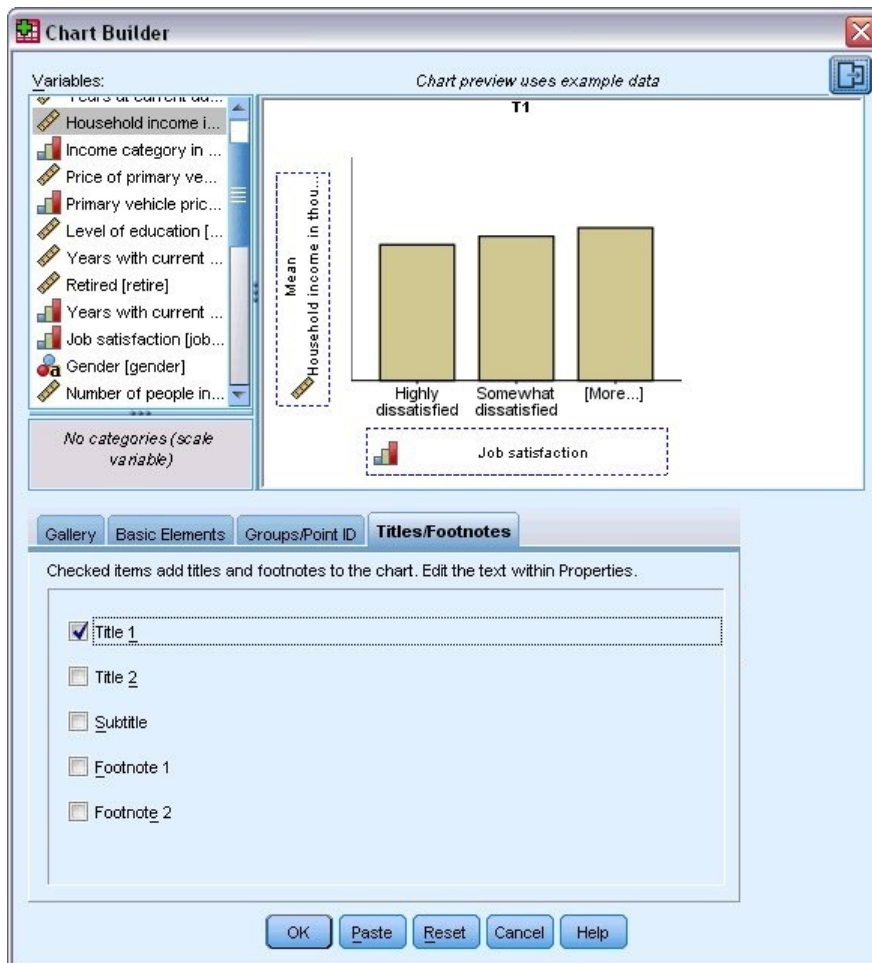 Chart Builder
Variables:
Chart preview uses example data
Household income i...
Income category in ...
Price of primary ve...
Primary vehicle pric...
Level of education [...
Years with current ...
Retired [retire]
Years with current ...
Job satisfaction [job...
Gender [gender]
Number of people in...
No categories (scale
variable)
T1
Mean
Household income in thou...
Highly
dissatisfied
Somewhat
dissatisfied
[More...]
Job satisfaction
Gallery
Basic Elements
Groups/Point ID
Titles/Footnotes
Checked items add titles and footnotes to the chart. Edit the text within Properties.
Title 1
Title 2
Subtitle
Footnote 1
Footnote 2
OK
Paste
Reset
Cancel
Help